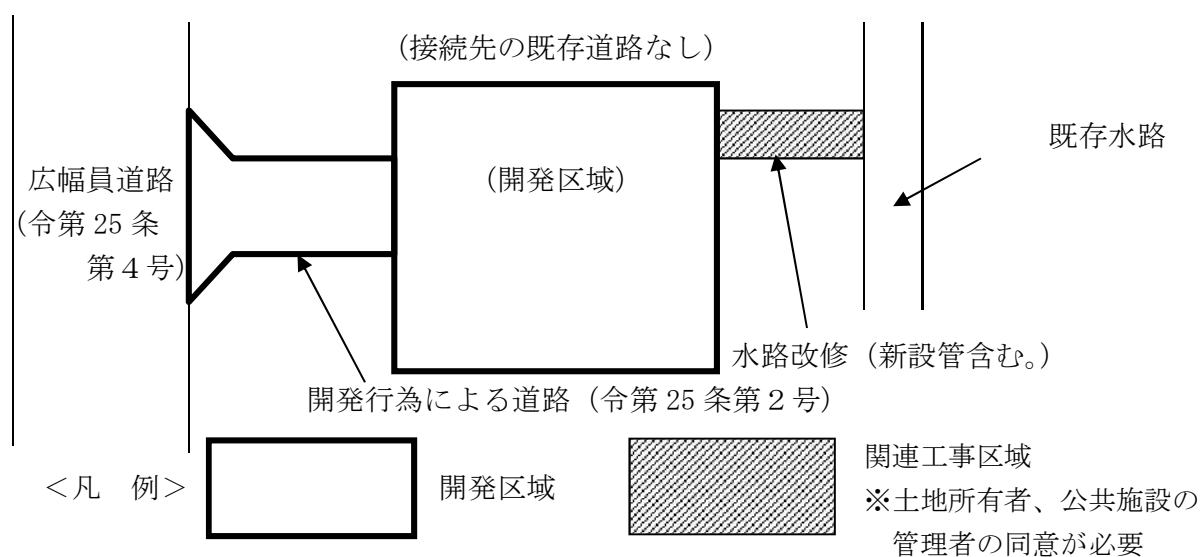 (接続先の既存道路なし)
既存水路
広幅員道路
(令第 25 条
第４号)
(開発区域)
水路改修（新設管含む。）
開発行為による道路（令第 25 条第２号）
＜凡　例＞
開発区域
関連工事区域
※土地所有者、公共施設の
管理者の同意が必要